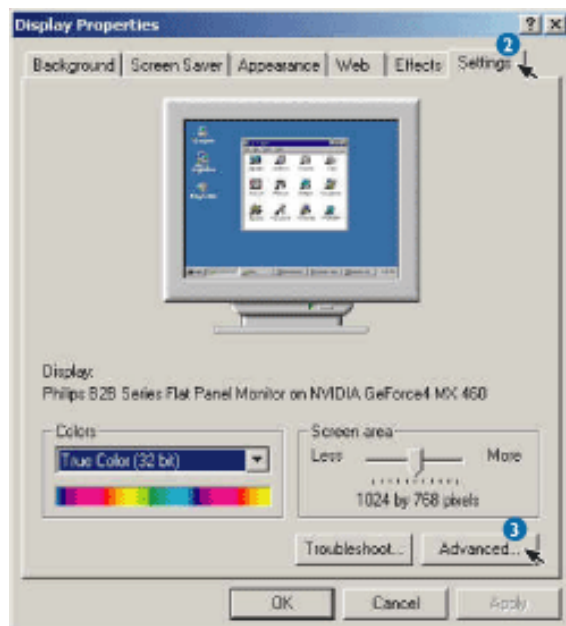 Display Properties
2
Background Screen Saver Appearance Web Effects Settings
Display:
Philips B2B Series Flat Panel Monitor on NVIDIA GeForce4 MX 460
Colors
True Color (32 bit)
Screen area
Less More
1024 by 768 pixels
3
Troubleshoot... Advanced...
OK Cancel Apply